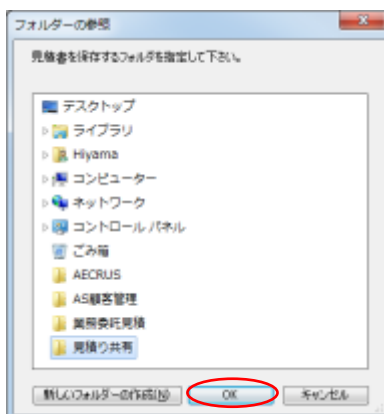 フォルダーの参照
見積書を保存するフォルダを指定して下さい。
デスクトップ
ライブラリ
Hiyama
コンピューター
ネットワーク
コントロール パネル
ごみ箱
AECRUS
AS顧客管理
業務委託見積
見積り共有
新しいフォルダーの作成(N)
OK
キャンセル